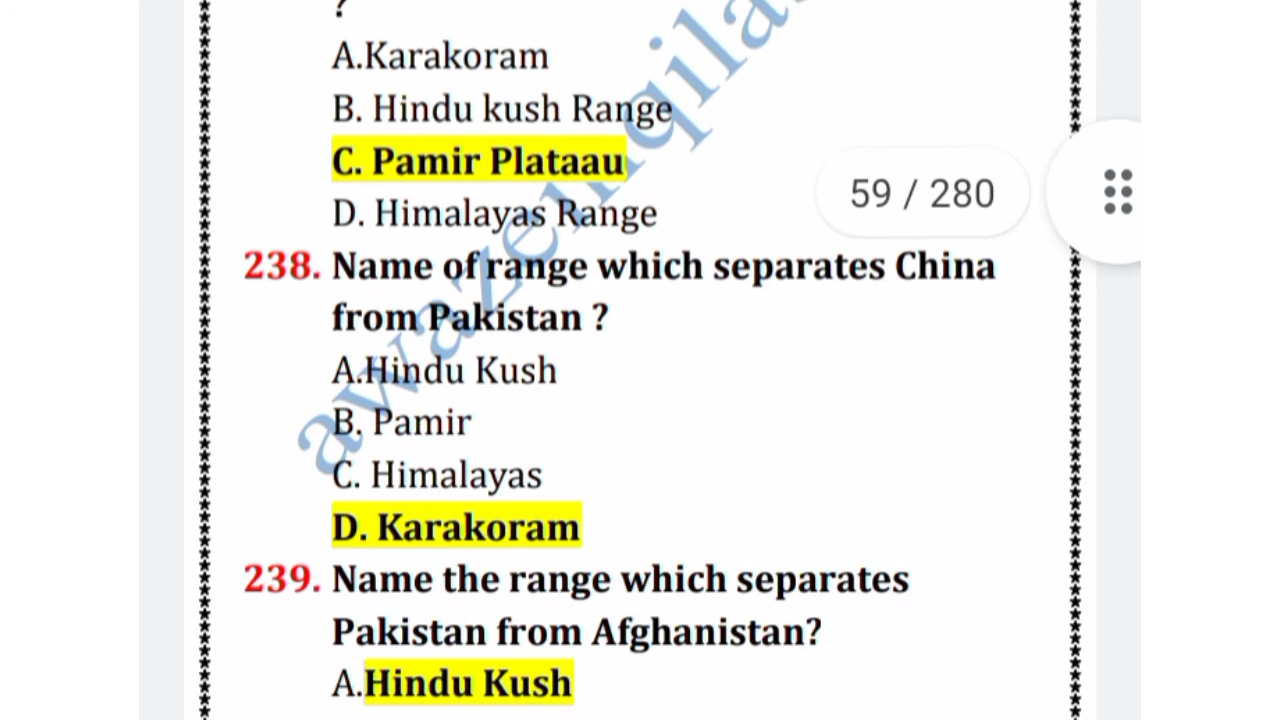 ?
A.Karakoram
B. Hindu kush Range
C. Pamir Plataau
D. Himalayas Range
59 / 280
238. Name of range which separates China
from Pakistan ?
A.Hindu Kush
B. Pamir
C. Himalayas
D. Karakoram
239. Name the range which separates
Pakistan from Afghanistan?
A.Hindu Kush